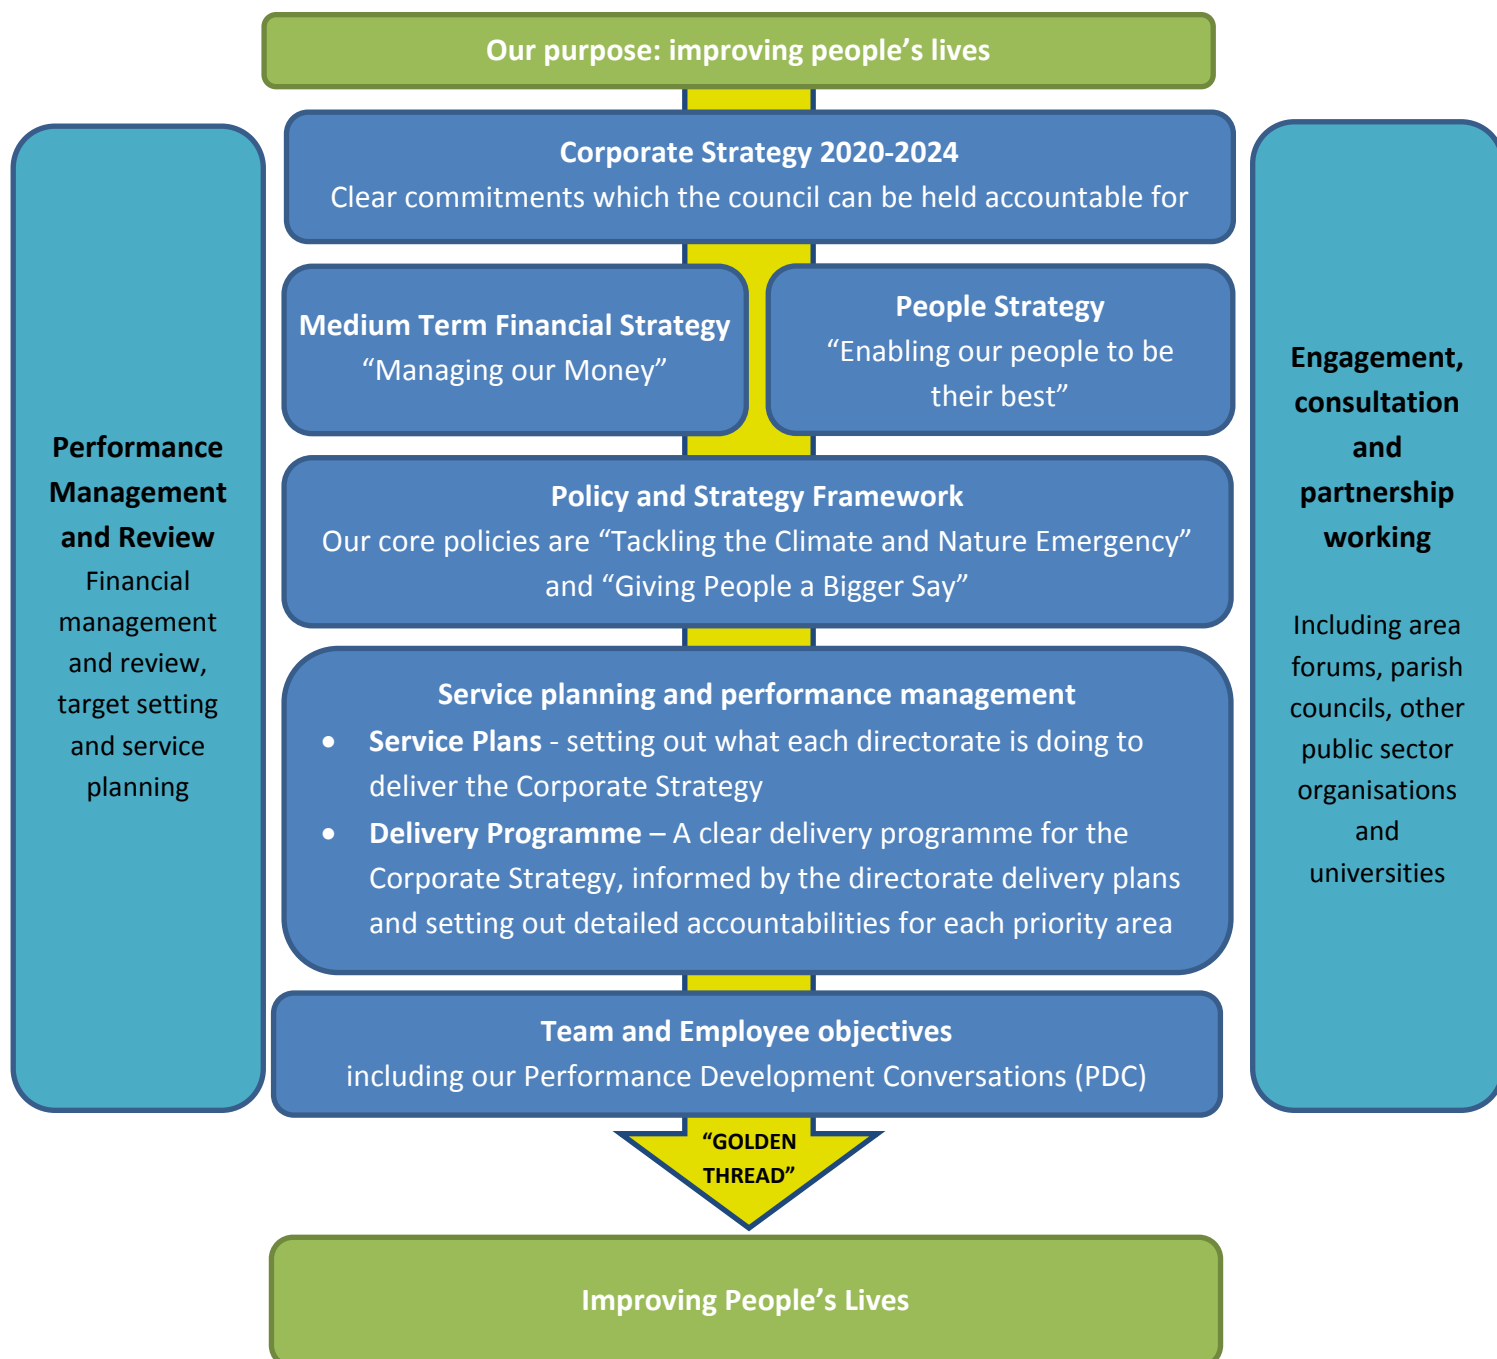 Our purpose: improving people’s lives
Corporate Strategy 2020-2024
Clear commitments which the council can be held accountable for
Medium Term Financial Strategy
“Managing our Money”
People Strategy
“Enabling our people to be
their best”
Policy and Strategy Framework
Our core policies are “Tackling the Climate and Nature Emergency”
and “Giving People a Bigger Say”
Service planning and performance management
• Service Plans - setting out what each directorate is doing to
deliver the Corporate Strategy
• Delivery Programme – A clear delivery programme for the
Corporate Strategy, informed by the directorate delivery plans
and setting out detailed accountabilities for each priority area
Team and Employee objectives
including our Performance Development Conversations (PDC)
“GOLDEN
THREAD”
Improving People’s Lives
Performance
Management
and Review
Financial
management
and review,
target setting
and service
planning
Engagement,
consultation
and
partnership
working
Including area
forums, parish
councils, other
public sector
organisations
and
universities